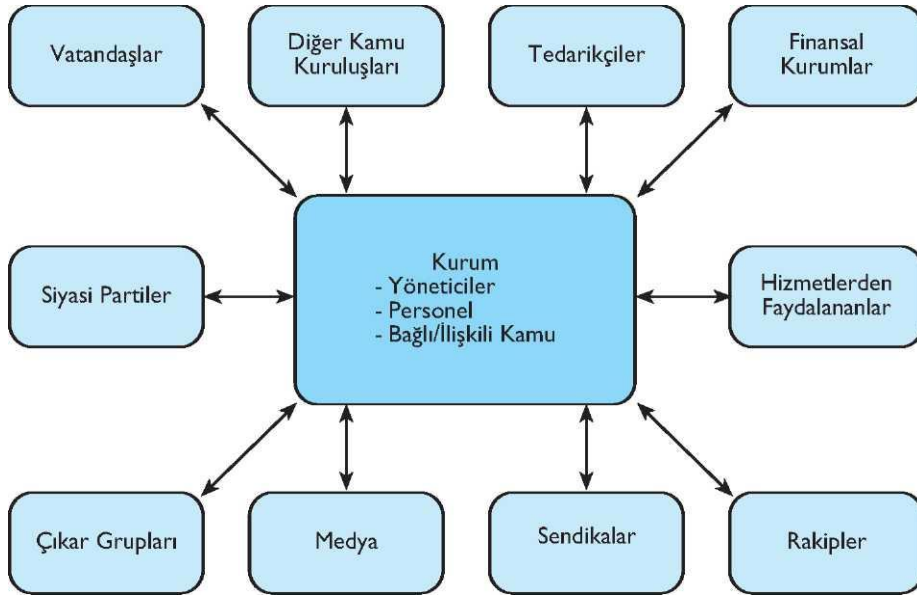 Vatandaşlar
Diğer Kamu
Kuruluşları
Tedarikçiler
Finansal
Kurumlar
Siyasi Partiler
Kurum
- Yöneticiler
- Personel
- Bağlı/İlişkili Kamu
Hizmetlerden
Faydalananlar
Çıkar Grupları
Medya
Sendikalar
Rakipler